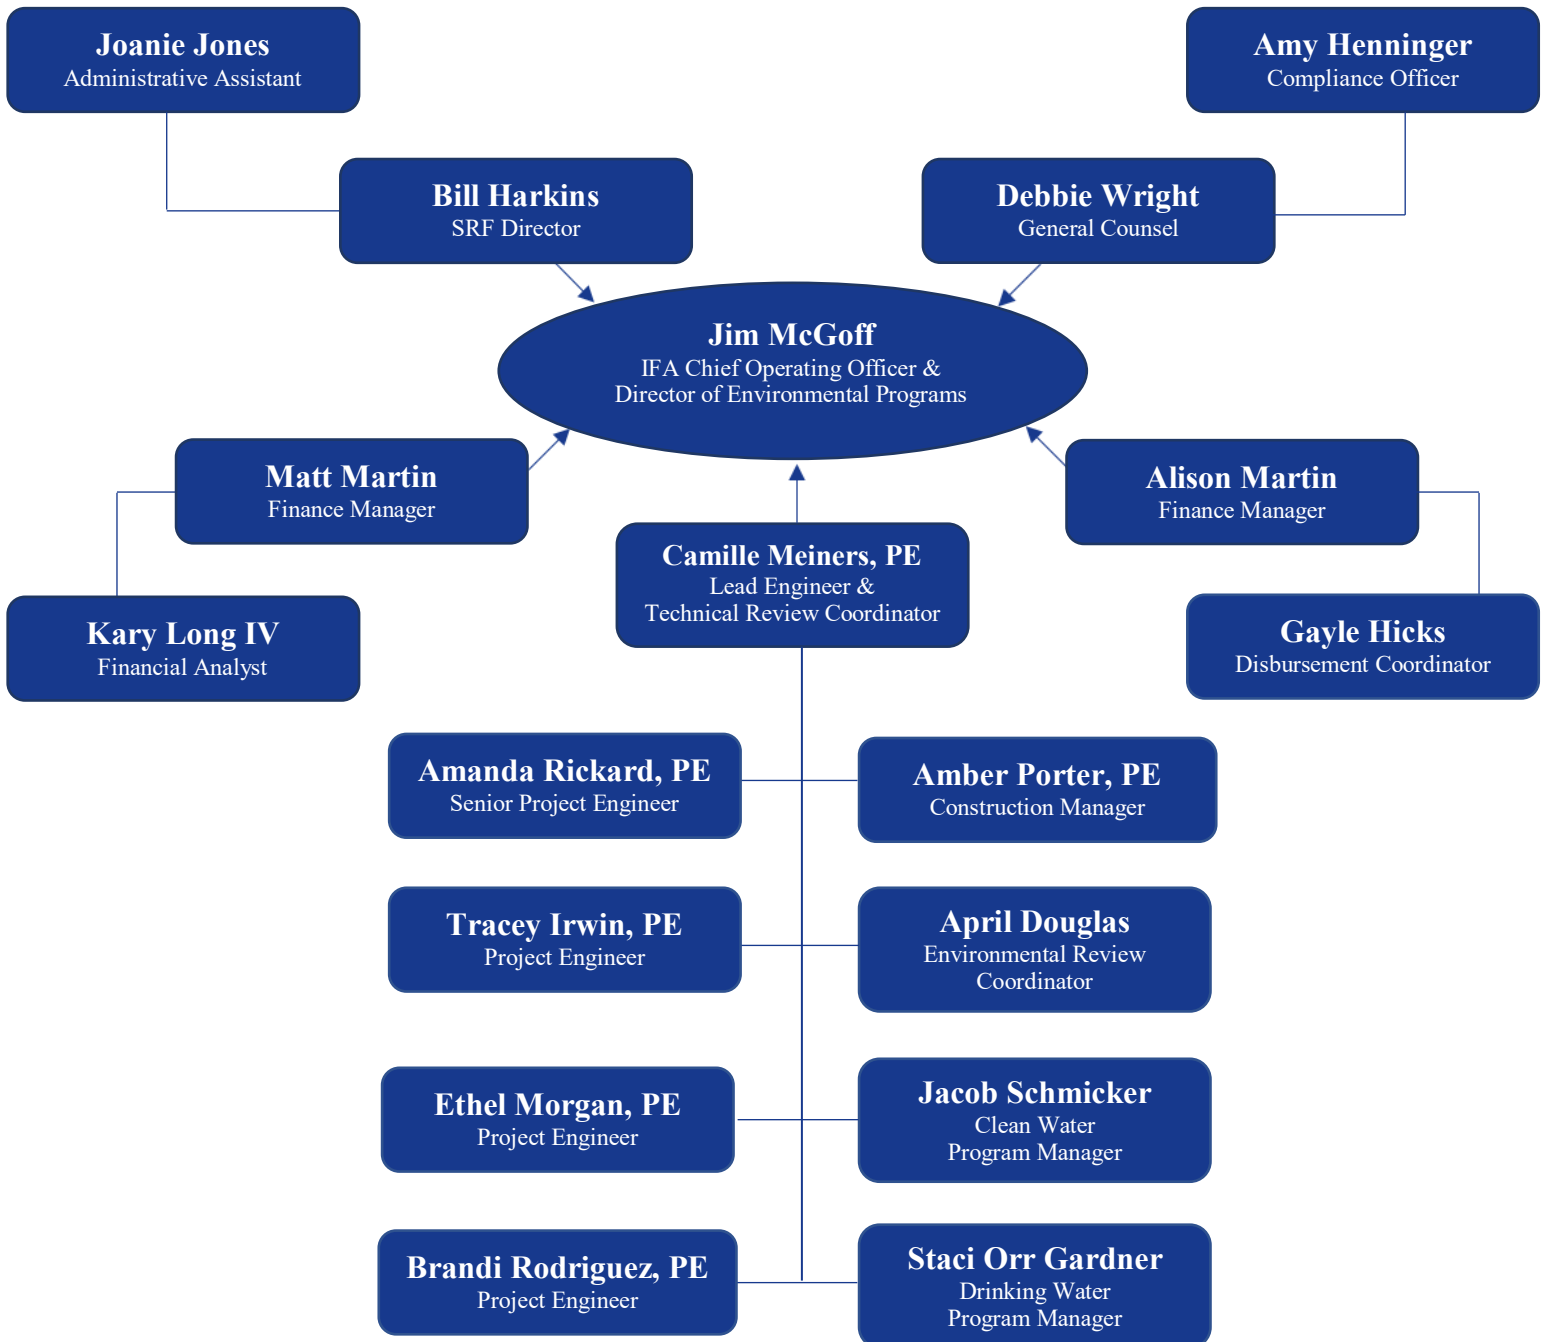 Joanie Jones
Administrative Assistant
Amy Henninger
Compliance Officer
Bill Harkins
SRF Director
Debbie Wright
General Counsel
Jim McGoff
IFA Chief Operating Officer &
Director of Environmental Programs
Matt Martin
Finance Manager
Alison Martin
Finance Manager
Camille Meiners, PE
Lead Engineer &
Technical Review Coordinator
Kary Long IV
Financial Analyst
Gayle Hicks
Disbursement Coordinator
Amanda Rickard, PE
Senior Project Engineer
Amber Porter, PE
Construction Manager
Tracey Irwin, PE
Project Engineer
April Douglas
Environmental Review
Coordinator
Ethel Morgan, PE
Project Engineer
Jacob Schmicker
Clean Water
Program Manager
Brandi Rodriguez, PE
Project Engineer
Staci Orr Gardner
Drinking Water
Program Manager